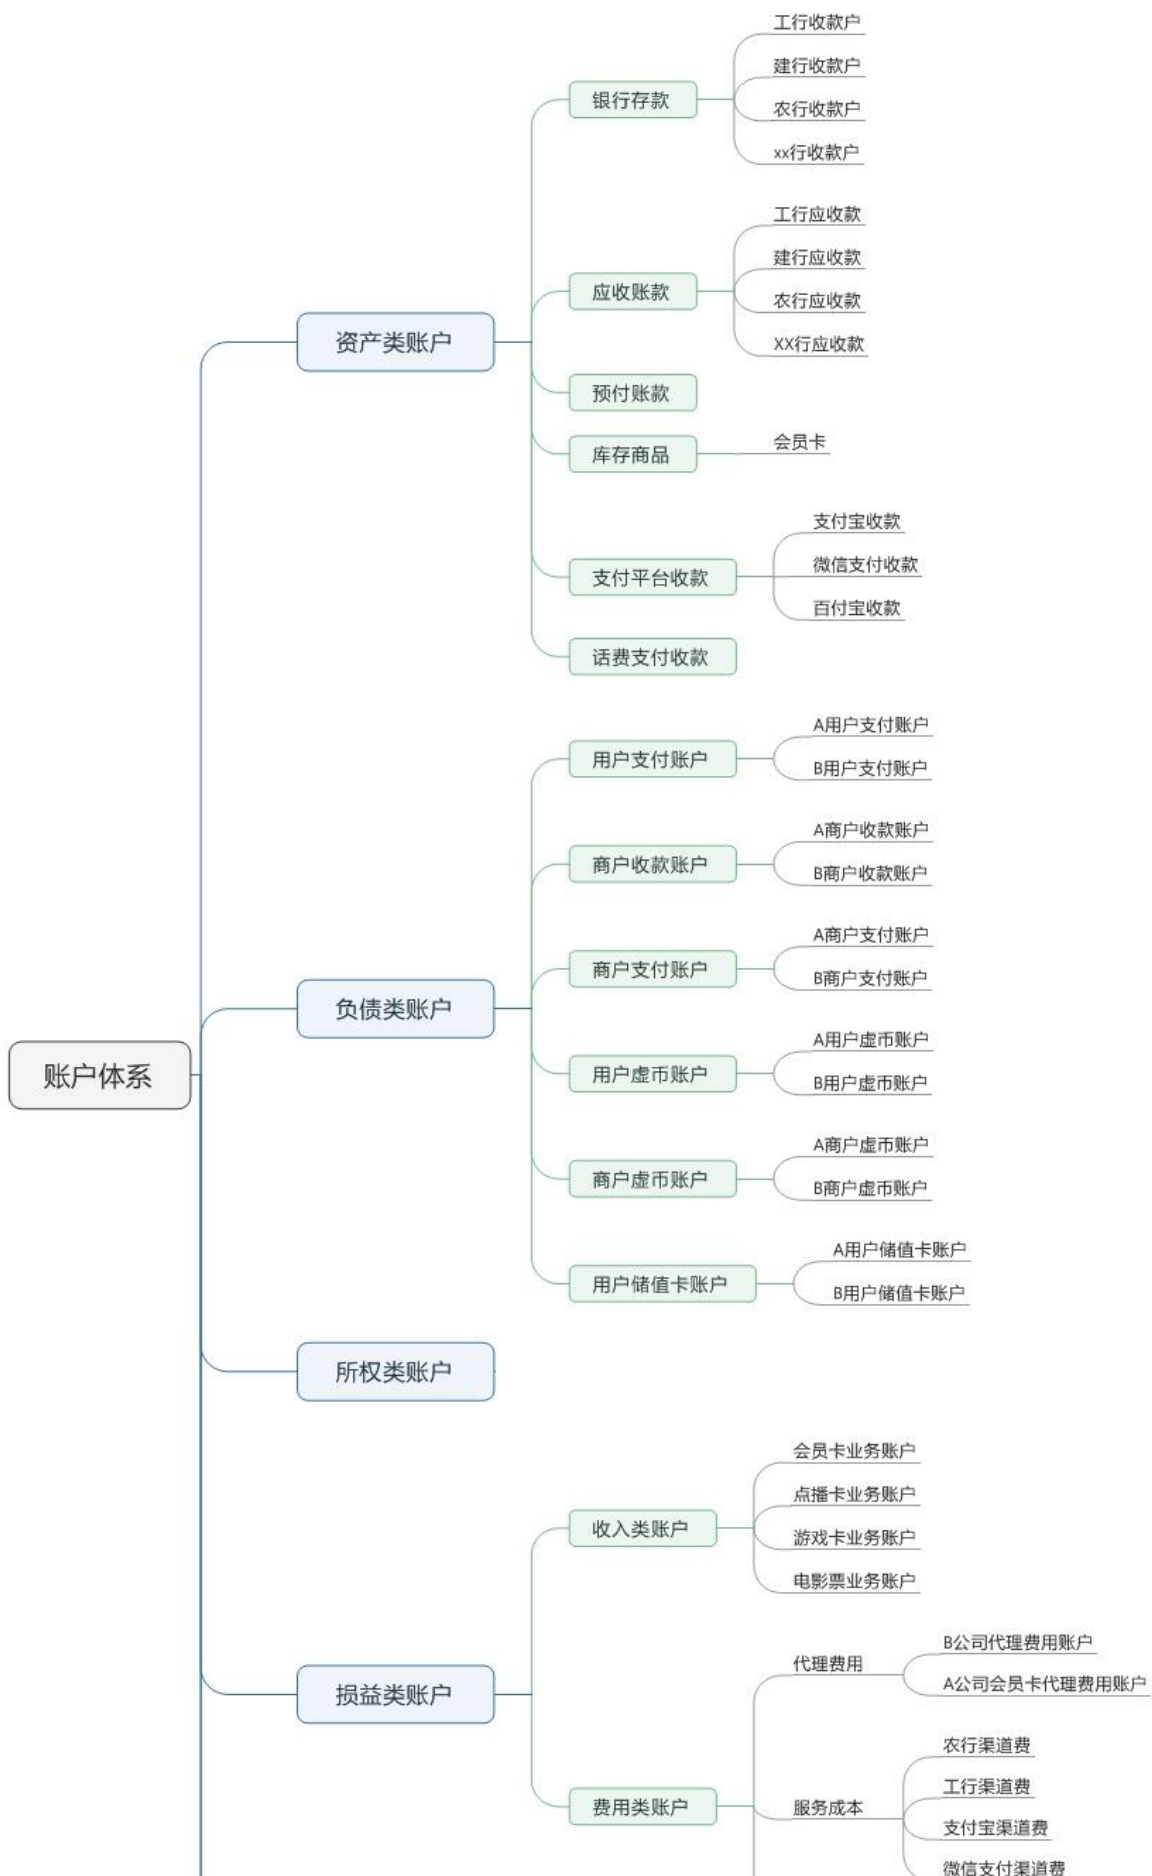 账户体系
资产类账户
银行存款
工行收款户
建行收款户
农行收款户
xx行收款户
应收账款
工行应收款
建行应收款
农行应收款
XX行应收款
预付账款
库存商品
会员卡
支付平台收款
支付宝收款
微信支付收款
百付宝收款
话费支付收款
负债类账户
用户支付账户
A用户支付账户
B用户支付账户
商户收款账户
A商户收款账户
B商户收款账户
商户支付账户
A商户支付账户
B商户支付账户
用户虚币账户
A用户虚币账户
B用户虚币账户
商户虚币账户
A商户虚币账户
B商户虚币账户
用户储值卡账户
A用户储值卡账户
B用户储值卡账户
所权类账户
损益类账户
收入类账户
会员卡业务账户
点播卡业务账户
游戏卡业务账户
电影票业务账户
费用类账户
代理费用
B公司代理费用账户
A公司会员卡代理费用账户
服务成本
农行渠道费
工行渠道费
支付宝渠道费
微信支付渠道费